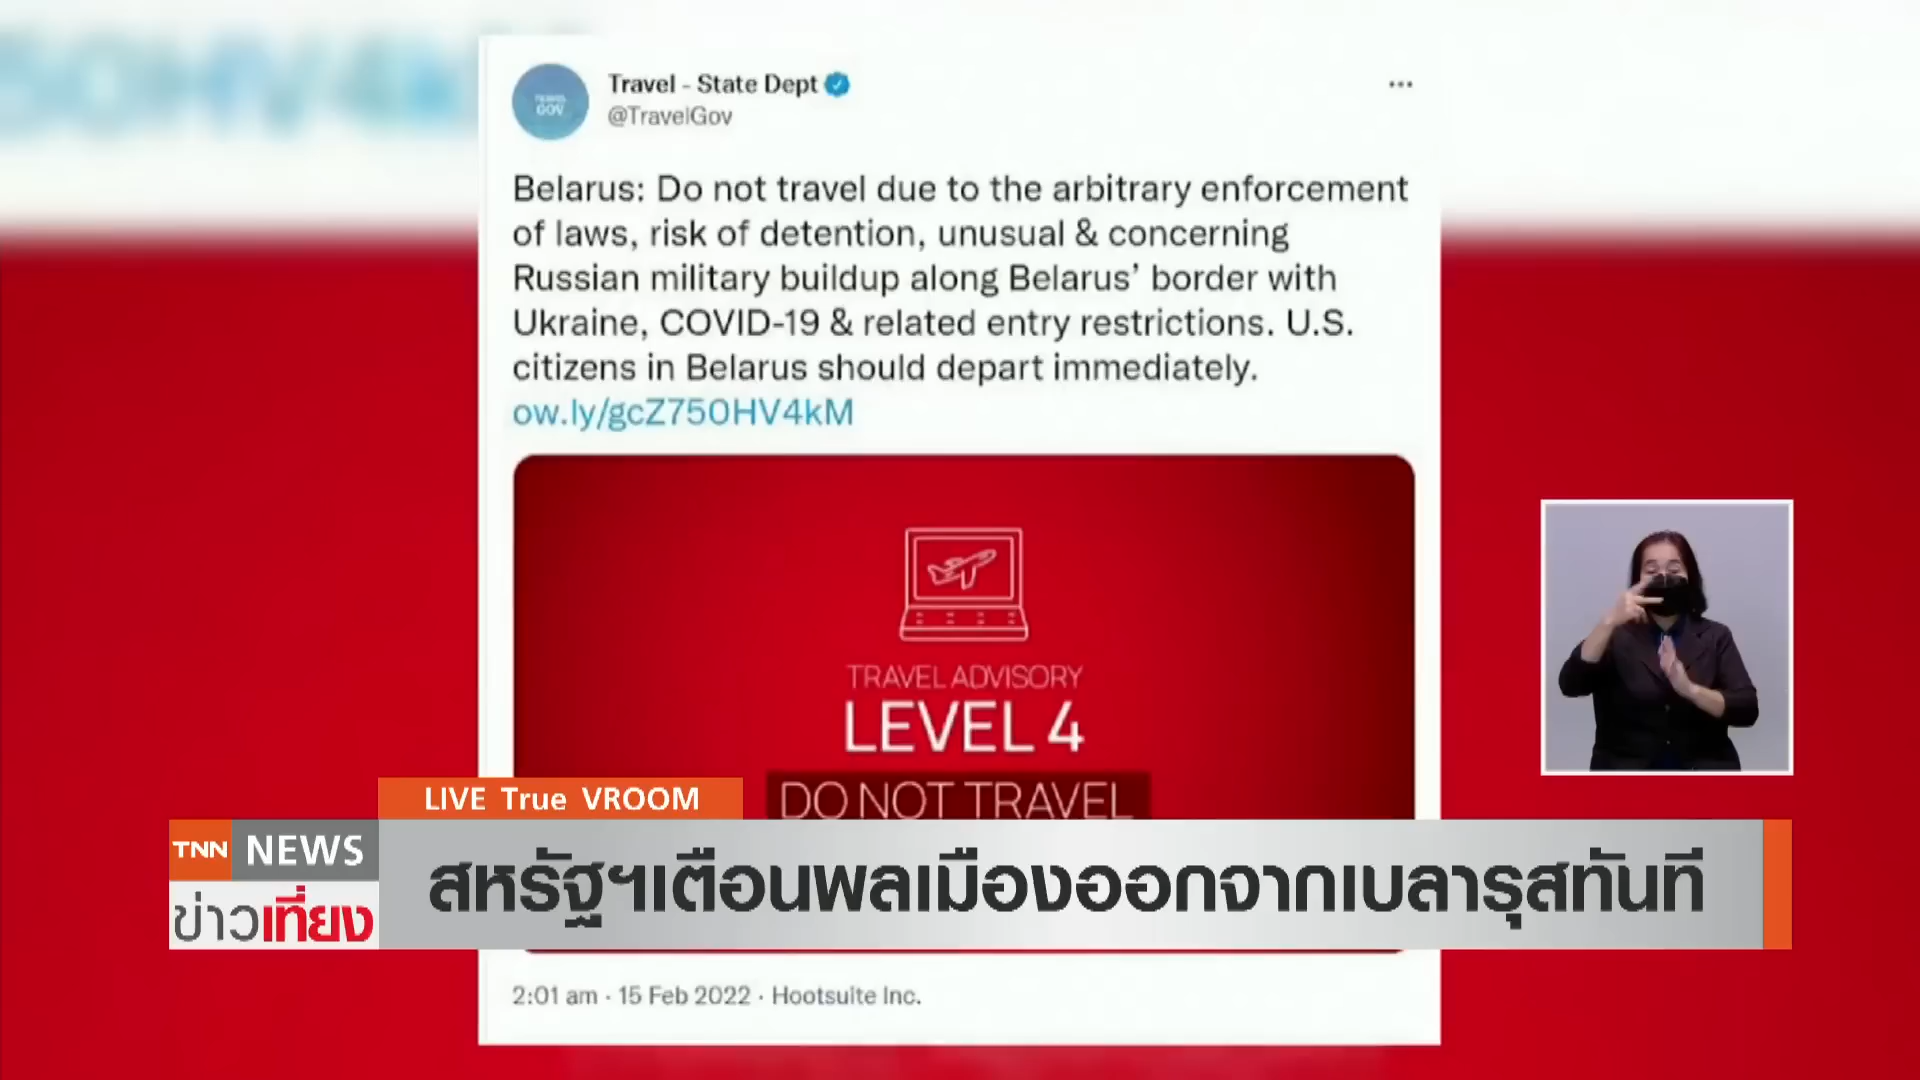 50HV4k
TRAVEL
GOV
Travel - State Dept
@TravelGov
Belarus: Do not travel due to the arbitrary enforcement
of laws, risk of detention, unusual & concerning
Russian military buildup along Belarus’ border with
Ukraine, COVID-19 & related entry restrictions. U.S.
citizens in Belarus should depart immediately.
ow.ly/gcZ750HV4kM
TRAVEL ADVISORY
LEVEL 4
DO NOT TRAVEL
LIVE True VROOM
TNN NEWS
ข่าวเที่ยง
สหรัฐฯเตือนพลเมืองออกจากเบลารุสทันที
2:01 am · 15 Feb 2022 · Hootsuite Inc.